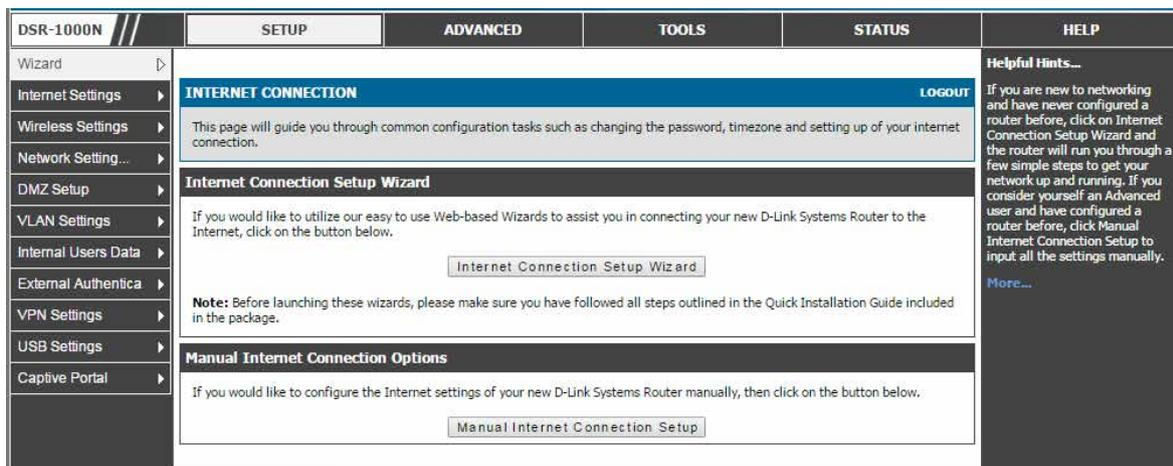 DSR-1000N
SETUP
ADVANCED
TOOLS
STATUS
HELP
Wizard
Internet Settings
Wireless Settings
Network Setting...
DMZ Setup
VLAN Settings
Internal Users Data
External Authentica
VPN Settings
USB Settings
Captive Portal
INTERNET CONNECTION
LOGOUT
This page will guide you through common configuration tasks such as changing the password, timezone and setting up of your internet
connection.
Internet Connection Setup Wizard
If you would like to utilize our easy to use Web-based Wizards to assist you in connecting your new D-Link Systems Router to the
Internet, click on the button below.
Internet Connection Setup Wizard
Note: Before launching these wizards, please make sure you have followed all steps outlined in the Quick Installation Guide included
in the package.
Manual Internet Connection Options
If you would like to configure the Internet settings of your new D-Link Systems Router manually, then click on the button below.
Manual Internet Connection Setup
Helpful Hints...
If you are new to networking
and have never configured a
router before, click on Internet
Connection Setup Wizard and
the router will run you through a
few simple steps to get your
network up and running. If you
consider yourself an Advanced
user and have configured a
router before, click Manual
Internet Connection Setup to
input all the settings manually.
More...